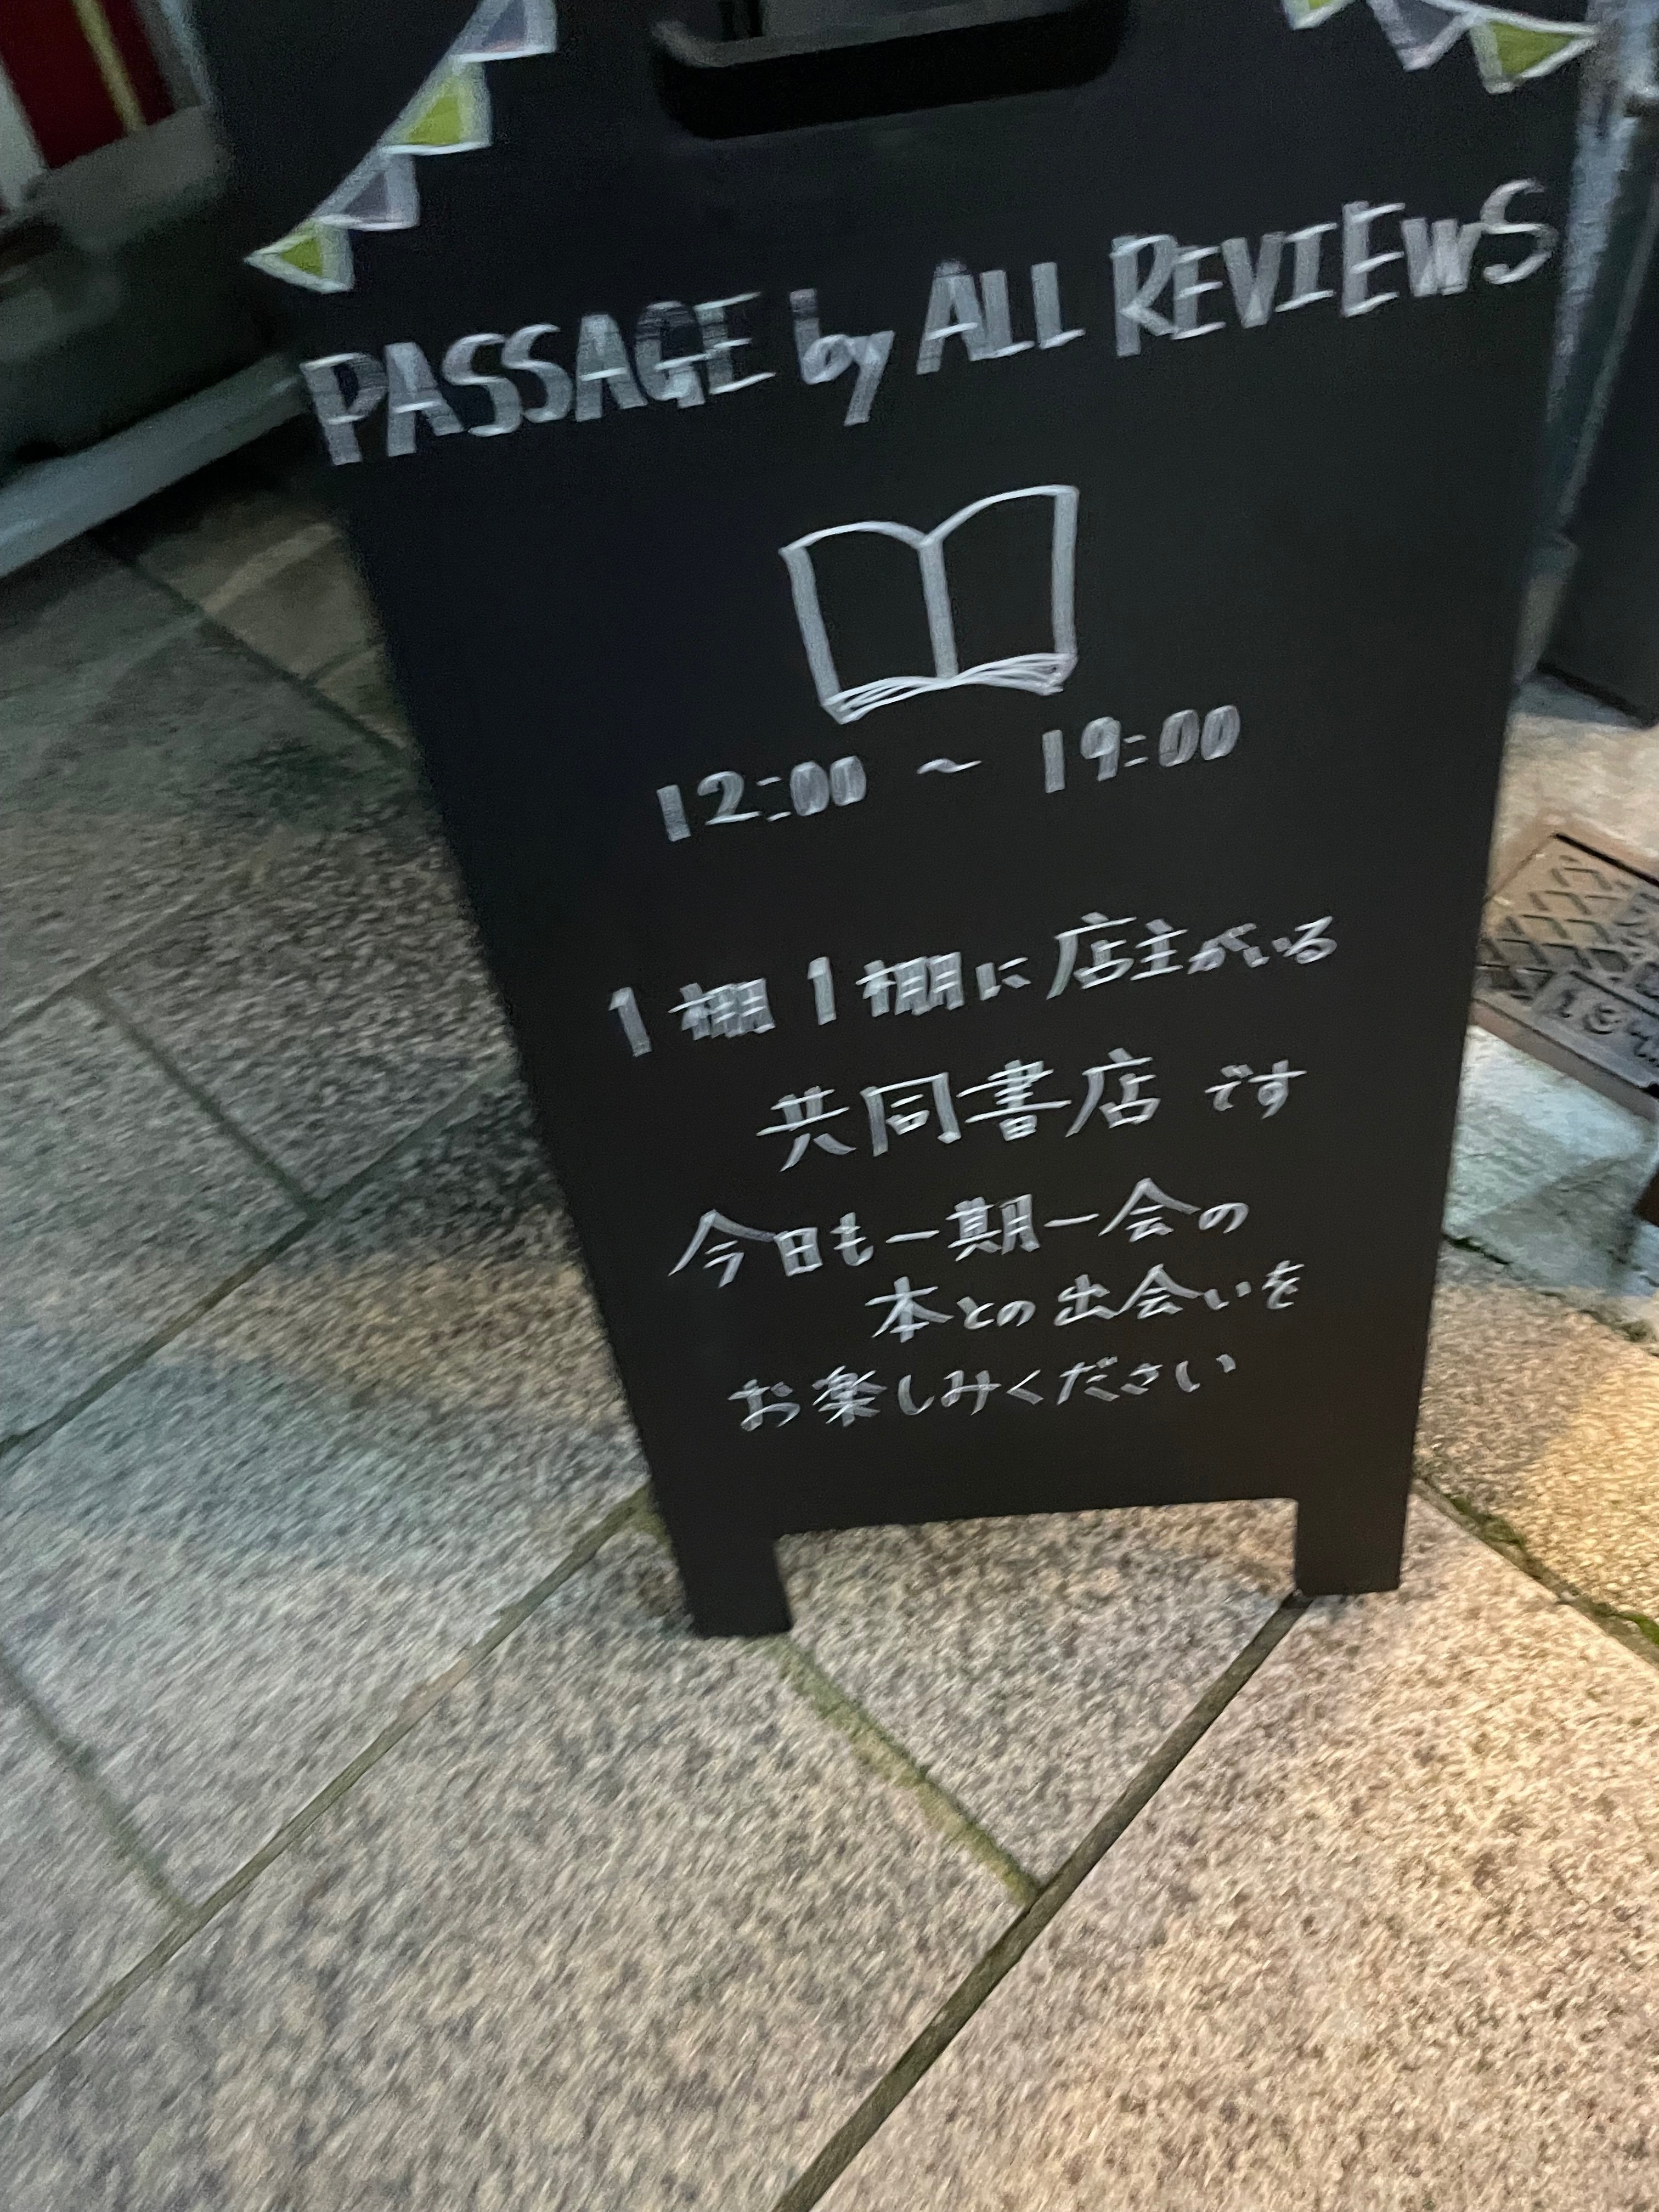 PASSAGE by ALL REVIEWS
12:00 ~ 19:00
1棚1棚に店主がいる
共同書店です
今日も一期一会の
本との出会いを
お楽しみください